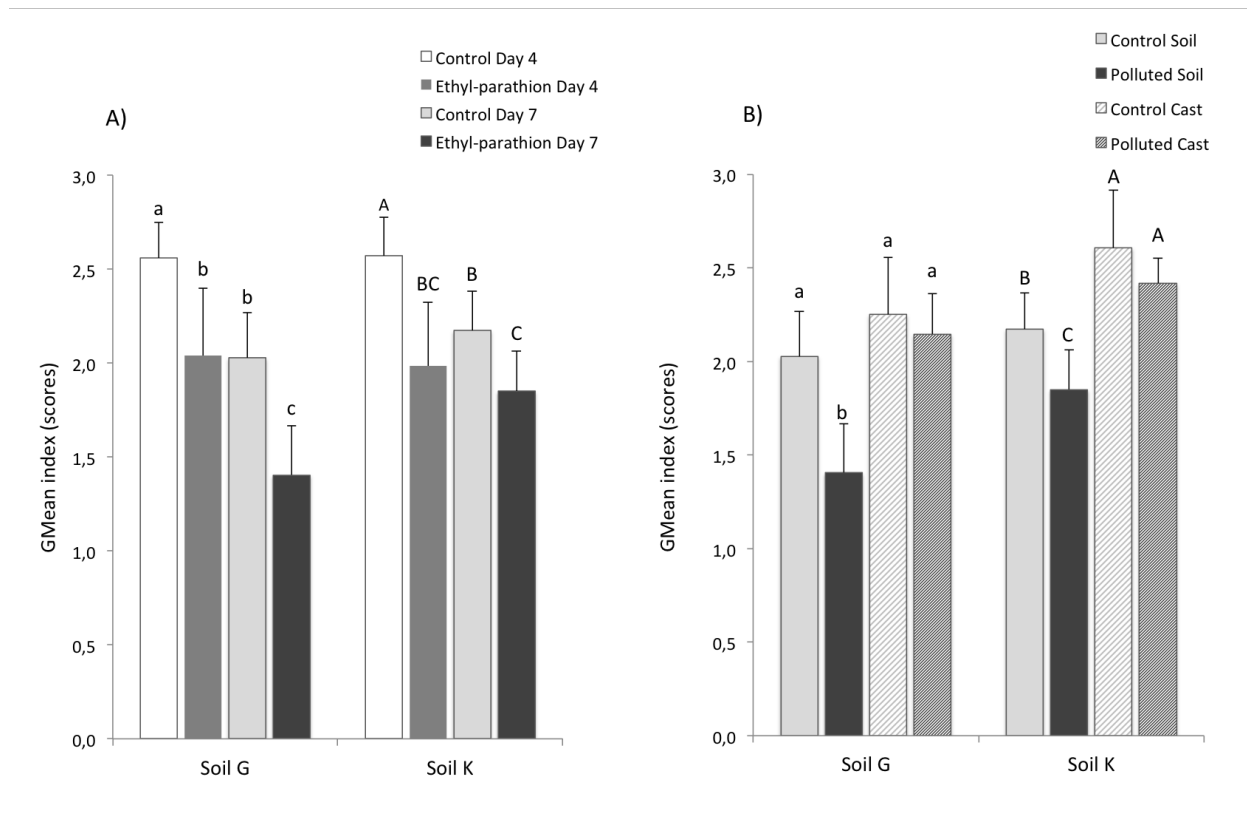 A)
Control Day 4
Ethyl-parathion Day 4
Control Day 7
Ethyl-parathion Day 7
GMean index (scores)
3,0
2,5
2,0
1,5
1,0
0,5
0,0
a
b
b
c
A
BC
B
C
Soil G
Soil K
B)
Control Soil
Polluted Soil
Control Cast
Polluted Cast
GMean index (scores)
3,0
2,5
2,0
1,5
1,0
0,5
0,0
a
b
a
a
B
C
A
A
Soil G
Soil K